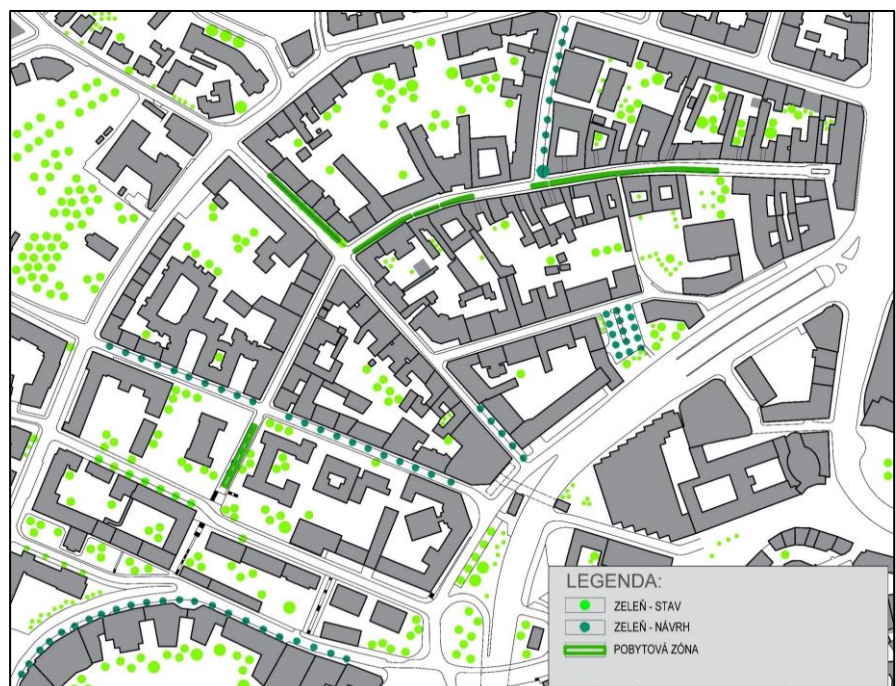 LEGENDA:
ZELEŇ - STAV
ZELEŇ - NÁVRH
POBYTOVÁ ZÓNA